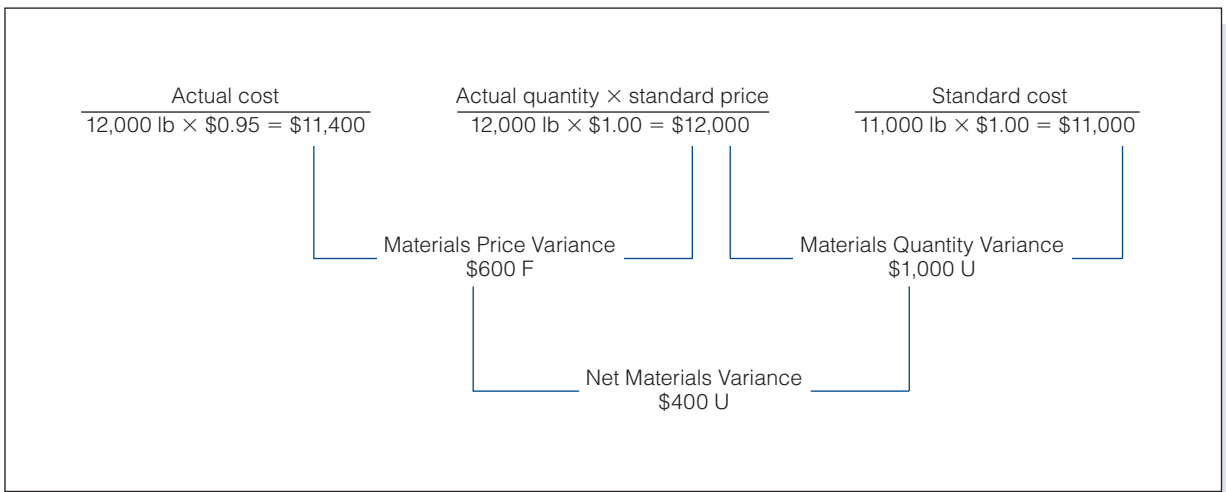 Actual cost
12,000 lb × $0.95 = $11,400
Actual quantity × standard price
12,000 lb × $1.00 = $12,000
Standard cost
11,000 lb × $1.00 = $11,000
Materials Price Variance
$600 F
Materials Quantity Variance
$1,000 U
Net Materials Variance
$400 U